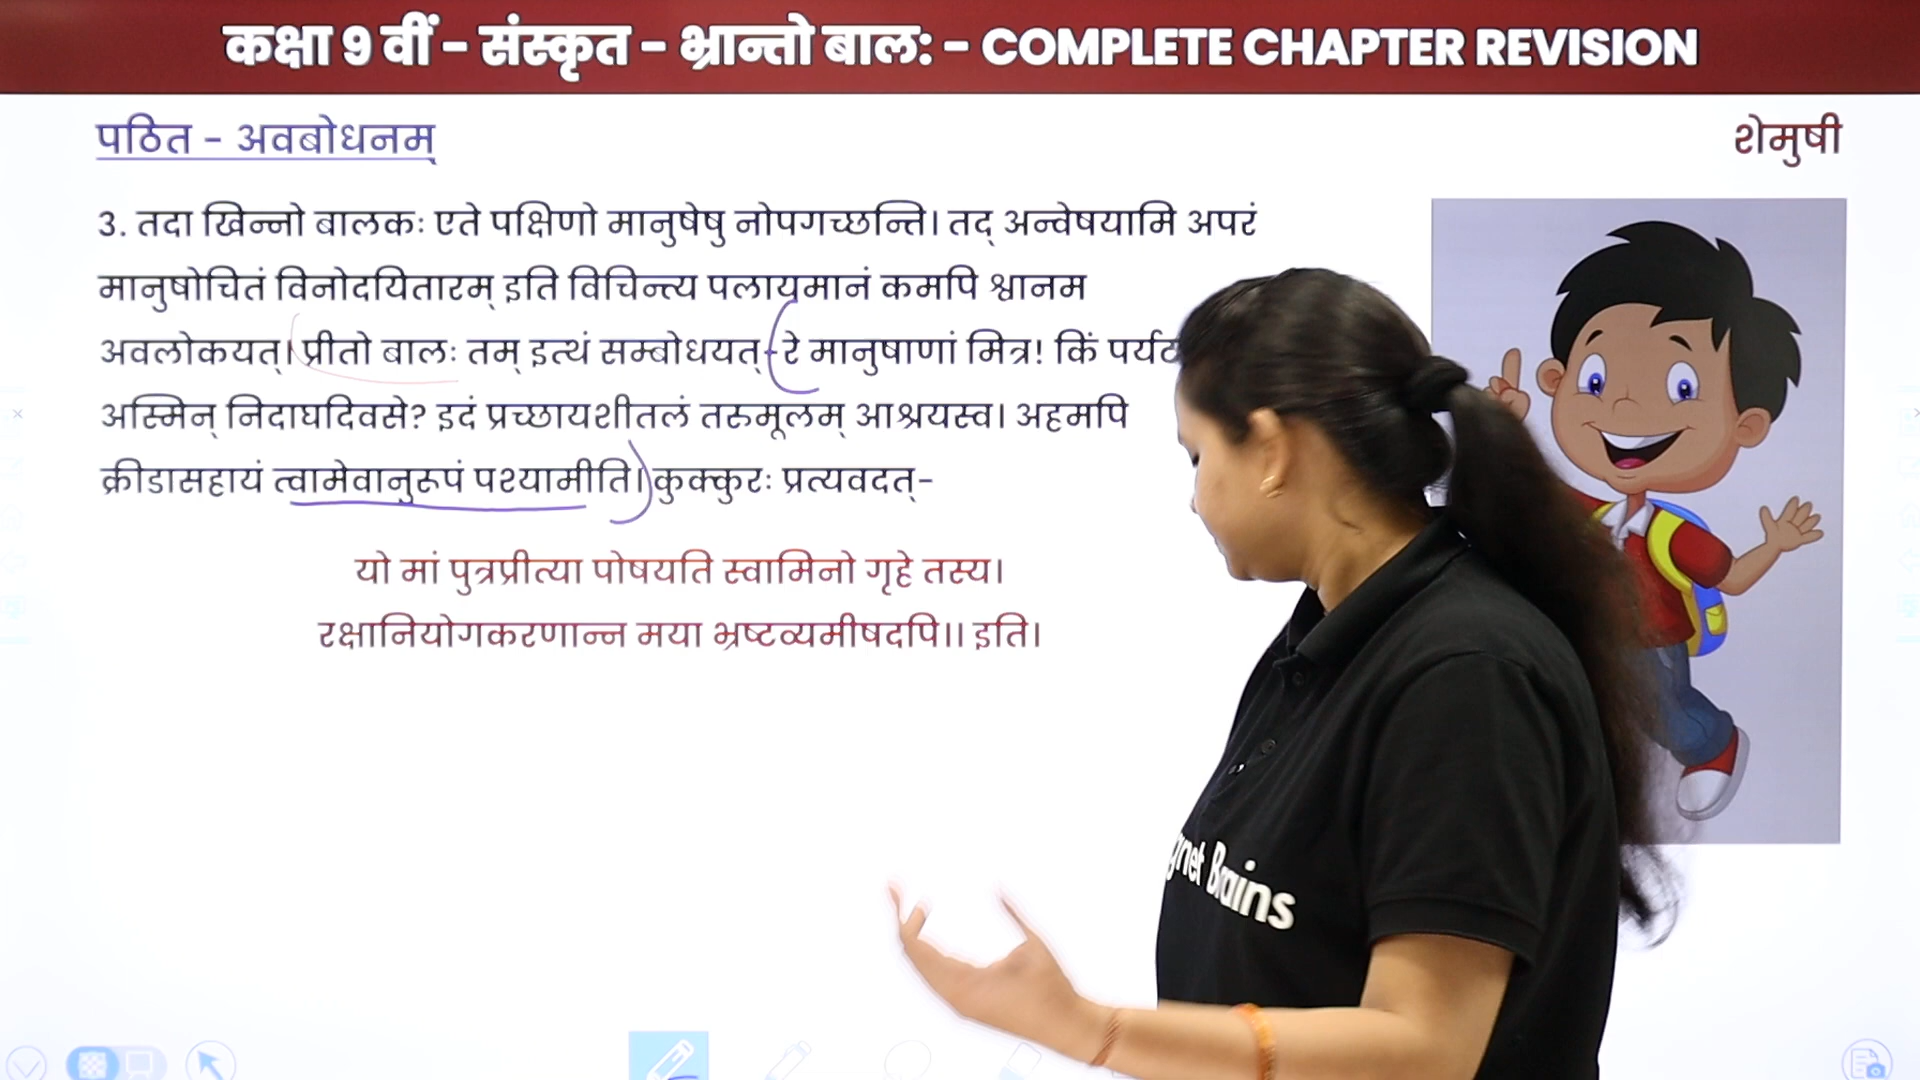 कक्षा 9 वीं - संस्कृत - भ्रान्तो बाल: - COMPLETE CHAPTER REVISION
पठित - अवबोधनम्
शेमुषी
3. तदा खिन्नो बालकः एते पक्षिणो मानुषेषु नोपगच्छन्ति। तद् अन्वेषयामि अपरं
मानुषोचितं विनोदयितारम् इति विचिन्त्य पलायमानं कमपि श्वानम
अवलोकयत्। प्रीतो बालः तम् इत्थं सम्बोधयत्-रे मानुषाणां मित्र! किं
अस्मिन् निदाघदिवसे? इदं प्रच्छायशीतलं तरुमूलम् आश्रयस्व। अहमपि
क्रीडासहायं त्वामेवानुरूपं पश्यामीति। कुक्कुरः प्रत्यवदत्-
यो मां पुत्रप्रीत्या पोषयति स्वामिनो गृहे तस्य।
रक्षानियोगकरणान्न मया भ्रष्टव्यमीषदपि।। इति।
Brains